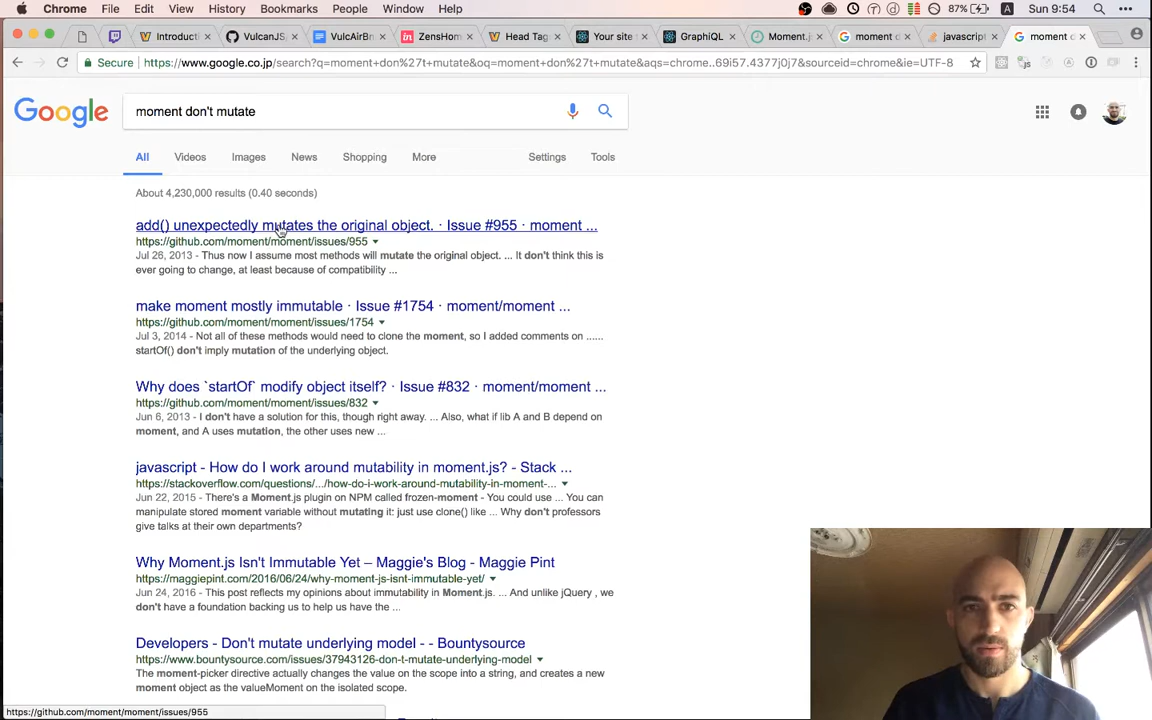 Chrome File Edit View History Bookmarks People Window Help 87% Sun 9:54
Introducti VulcanJS, VulcAirBn ZensHom Head Tag Your site GraphiQL Moment.j moment d javascript moment d
Secure https://www.google.co.jp/search?q=moment+don%27t+mutate&oq=moment+don%27t+mutate&aqs=chrome..69i57.4377j0j7&sourceid=chrome&ie=UTF-8
Google moment don't mutate
All Videos Images News Shopping More Settings Tools
About 4,230,000 results (0.40 seconds)
add() unexpectedly mutates the original object. · Issue #955 · moment ...
https://github.com/moment/moment/issues/955
Jul 26, 2013 - Thus now I assume most methods will mutate the original object. ... It don't think this is
ever going to change, at least because of compatibility ...
make moment mostly immutable · Issue #1754 · moment/moment ...
https://github.com/moment/moment/issues/1754
Jul 3, 2014 - Not all of these methods would need to clone the moment, so I added comments on ......
startOf() don't imply mutation of the underlying object.
Why does `startOf` modify object itself? · Issue #832 · moment/moment ...
https://github.com/moment/moment/issues/832
Jun 6, 2013 - I don't have a solution for this, though right away. ... Also, what if lib A and B depend on
moment, and A uses mutation, the other uses new ...
javascript - How do I work around mutability in moment.js? - Stack ...
https://stackoverflow.com/questions/.../how-do-i-work-around-mutability-in-moment-...
Jun 22, 2015 - There's a Moment.js plugin on NPM called frozen-moment - You could use ... You can
manipulate stored moment variable without mutating it: just use clone() like ... Why don't professors
give talks at their own departments?
Why Moment.js Isn't Immutable Yet – Maggie's Blog - Maggie Pint
https://maggiepint.com/2016/06/24/why-moment-js-isnt-immutable-yet/
Jun 24, 2016 - This post reflects my opinions about immutability in Moment.js. ... And unlike jQuery , we
don't have a foundation backing us to help us have the ...
Developers - Don't mutate underlying model - - Bountysource
https://www.bountysource.com/issues/37943126-don-t-mutate-underlying-model
The moment-picker directive actually changes the value on the scope into a string, and creates a new
moment object as the valueMoment on the isolated scope.
https://github.com/moment/moment/issues/955